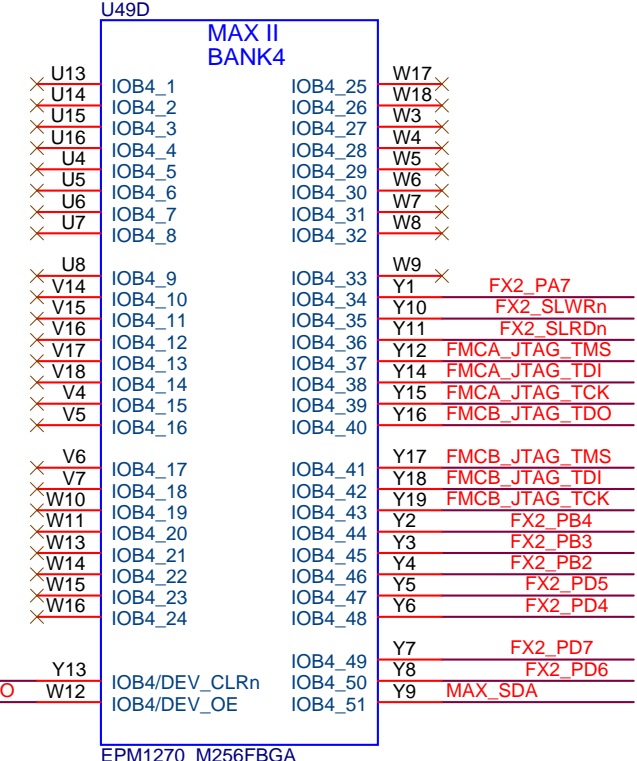 U49D
MAX II
BANK4
U13 IOB4_1 IOB4_25 W17
U14 IOB4_2 IOB4_26 W18
U15 IOB4_3 IOB4_27 W3
U16 IOB4_4 IOB4_28 W4
U4 IOB4_5 IOB4_29 W5
U5 IOB4_6 IOB4_30 W6
U6 IOB4_7 IOB4_31 W7
U7 IOB4_8 IOB4_32 W8
U8 IOB4_9 IOB4_33 W9
V14 IOB4_10 IOB4_34 Y1 FX2_PA7
V15 IOB4_11 IOB4_35 Y10 FX2_SLWRn
V16 IOB4_12 IOB4_36 Y11 FX2_SLRDn
V17 IOB4_13 IOB4_37 Y12 FMCA_JTAG_TMS
V18 IOB4_14 IOB4_38 Y14 FMCA_JTAG_TDI
V4 IOB4_15 IOB4_39 Y15 FMCA_JTAG_TCK
V5 IOB4_16 IOB4_40 Y16 FMCB_JTAG_TDO
V6 IOB4_17 IOB4_41 Y17 FMCB_JTAG_TMS
V7 IOB4_18 IOB4_42 Y18 FMCB_JTAG_TDI
W10 IOB4_19 IOB4_43 Y19 FMCB_JTAG_TCK
W11 IOB4_20 IOB4_44 Y2 FX2_PB4
W13 IOB4_21 IOB4_45 Y3 FX2_PB3
W14 IOB4_22 IOB4_46 Y4 FX2_PB2
W15 IOB4_23 IOB4_47 Y5 FX2_PD5
W16 IOB4_24 IOB4_48 Y6 FX2_PD4
IOB4_49 Y7 FX2_PD7
Y13 IOB4/DEV_CLRn IOB4_50 Y8 FX2_PD6
O W12 IOB4/DEV_OE IOB4_51 Y9 MAX_SDA
EPM1270_M256FBGA